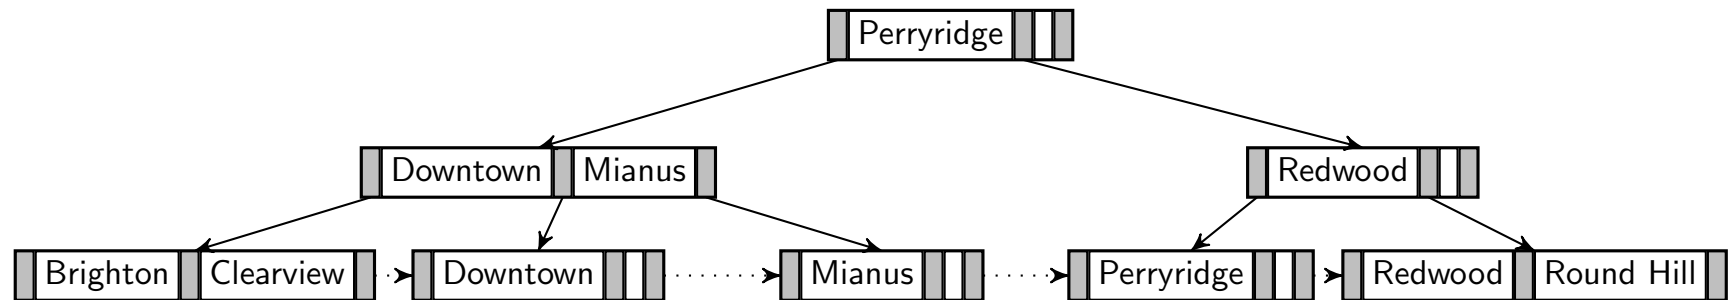 Perryridge
Downtown Mianus Redwood
Brighton Clearview Downtown Mianus Perryridge Redwood Round Hill